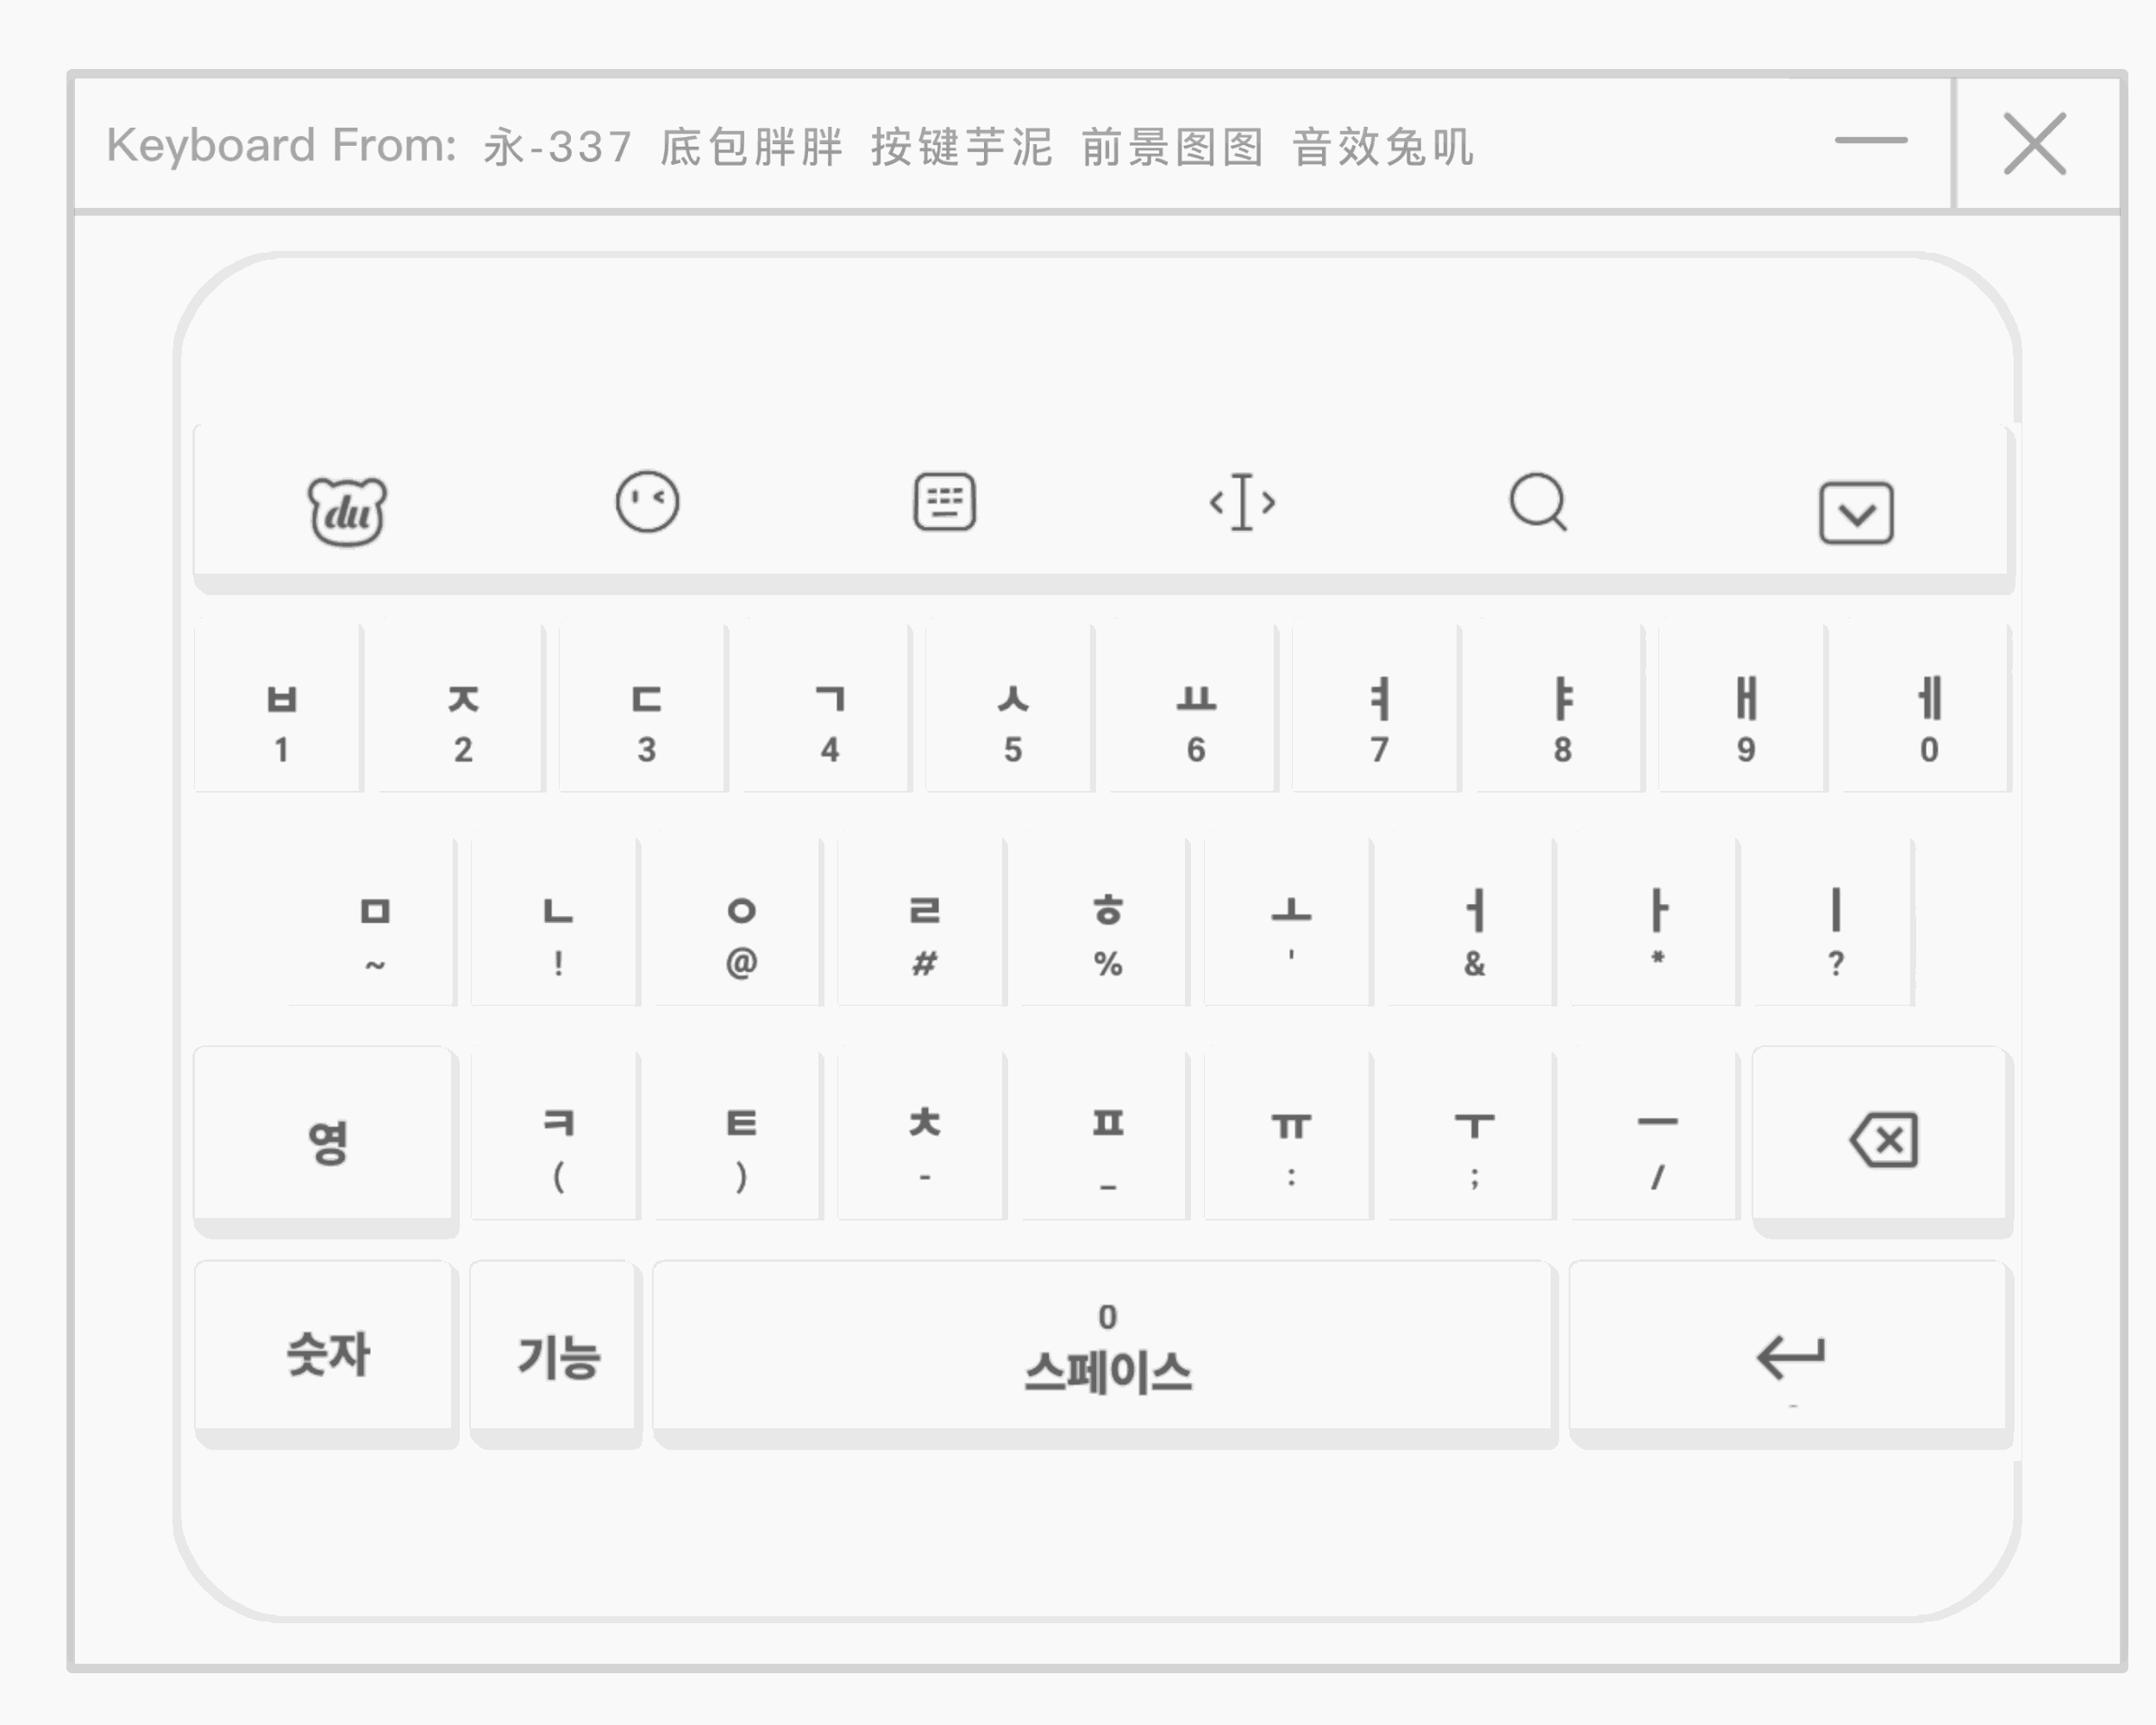 Keyboard From: 永-337 底包胖胖 按键芋泥 前景图图 音效兔叽
du
ㅂ ㅈ ㄷ ㄱ ㅅ ㅛ ㅕ ㅑ ㅐ ㅔ
1 2 3 4 5 6 7 8 9 0
ㅁ ㄴ ㅇ ㄹ ㅎ ㅗ ㅓ ㅏ ㅣ
~ ! @ # % ' & * ?
영 ㅋ ㅌ ㅊ ㅍ ㅠ ㅜ ㅡ
( ) - _ : ; /
0
숫자 기능 스페이스